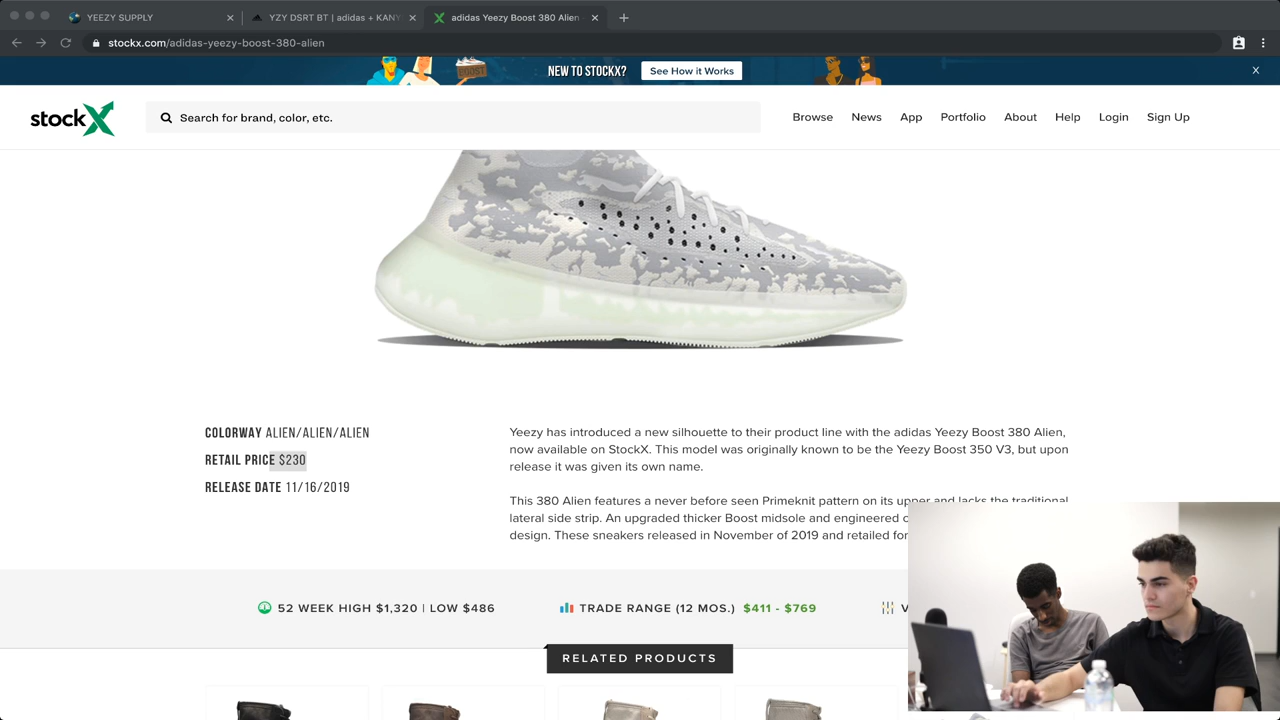 YEEZY SUPPLY
YZY DSRT BT | adidas + KANY
adidas Yeezy Boost 380 Alien
stockx.com/adidas-yeezy-boost-380-alien
BOOST
NEW TO STOCKX?
See How it Works
X
stockX
Search for brand, color, etc.
Browse
News
App
Portfolio
About
Help
Login
Sign Up
COLORWAY ALIEN/ALIEN/ALIEN
RETAIL PRICE $230
RELEASE DATE 11/16/2019
Yeezy has introduced a new silhouette to their product line with the adidas Yeezy Boost 380 Alien,
now available on StockX. This model was originally known to be the Yeezy Boost 350 V3, but upon
release it was given its own name.
This 380 Alien features a never before seen Primeknit pattern on its upper and lacks the traditional
lateral side strip. An upgraded thicker Boost midsole and engineered
design. These sneakers released in November of 2019 and retailed for
52 WEEK HIGH $1,320 | LOW $486
TRADE RANGE (12 MOS.) $411 - $769
RELATED PRODUCTS